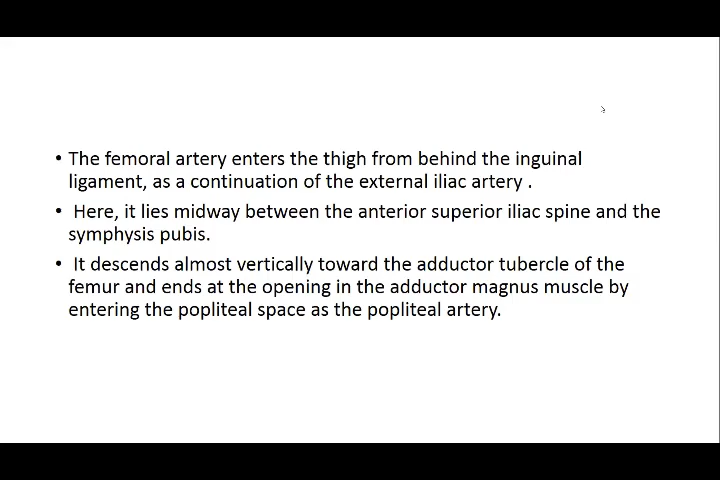 • The femoral artery enters the thigh from behind the inguinal
ligament, as a continuation of the external iliac artery .
• Here, it lies midway between the anterior superior iliac spine and the
symphysis pubis.
• It descends almost vertically toward the adductor tubercle of the
femur and ends at the opening in the adductor magnus muscle by
entering the popliteal space as the popliteal artery.